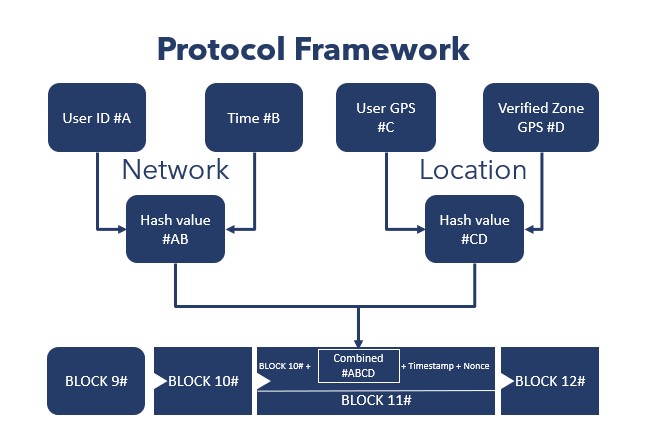 Protocol Framework
User ID #A
Time #B
User GPS
#C
Verified Zone
GPS #D
Network
Location
Hash value
#AB
Hash value
#CD
BLOCK 9#
BLOCK 10#
BLOCK 10# +
Combined
#ABCD
+ Timestamp + Nonce
BLOCK 11#
BLOCK 12#